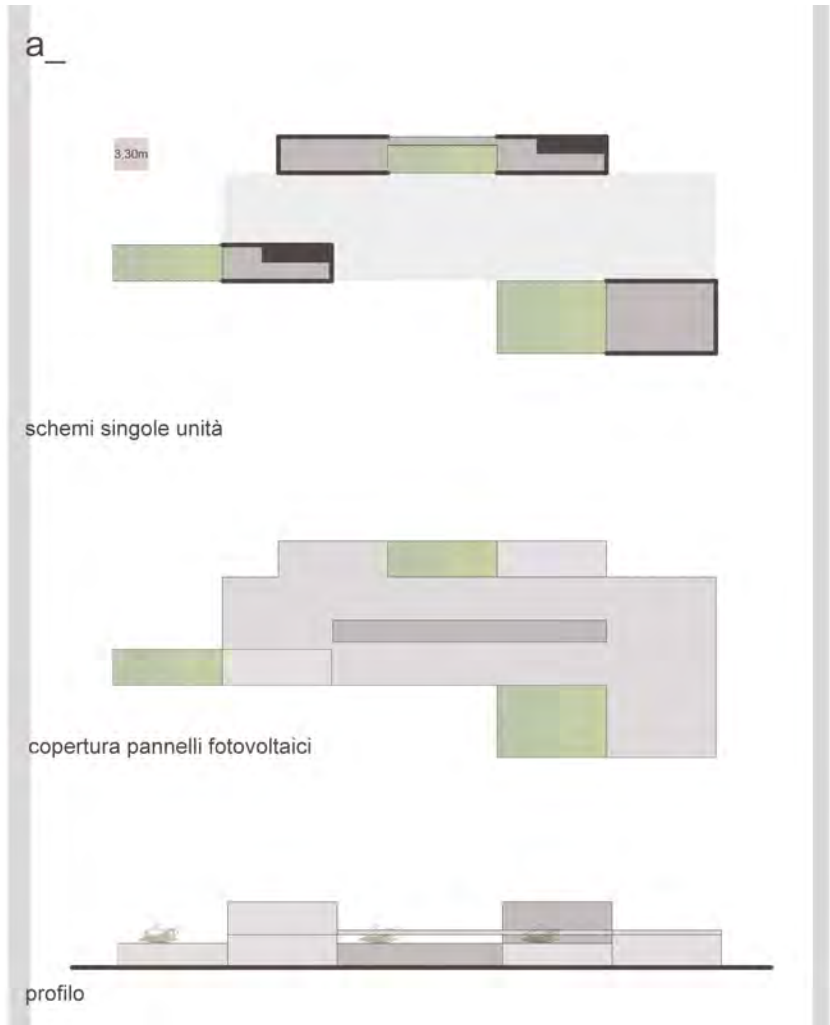 a_
3,30m
schemi singole unità
copertura pannelli fotovoltaici
profilo